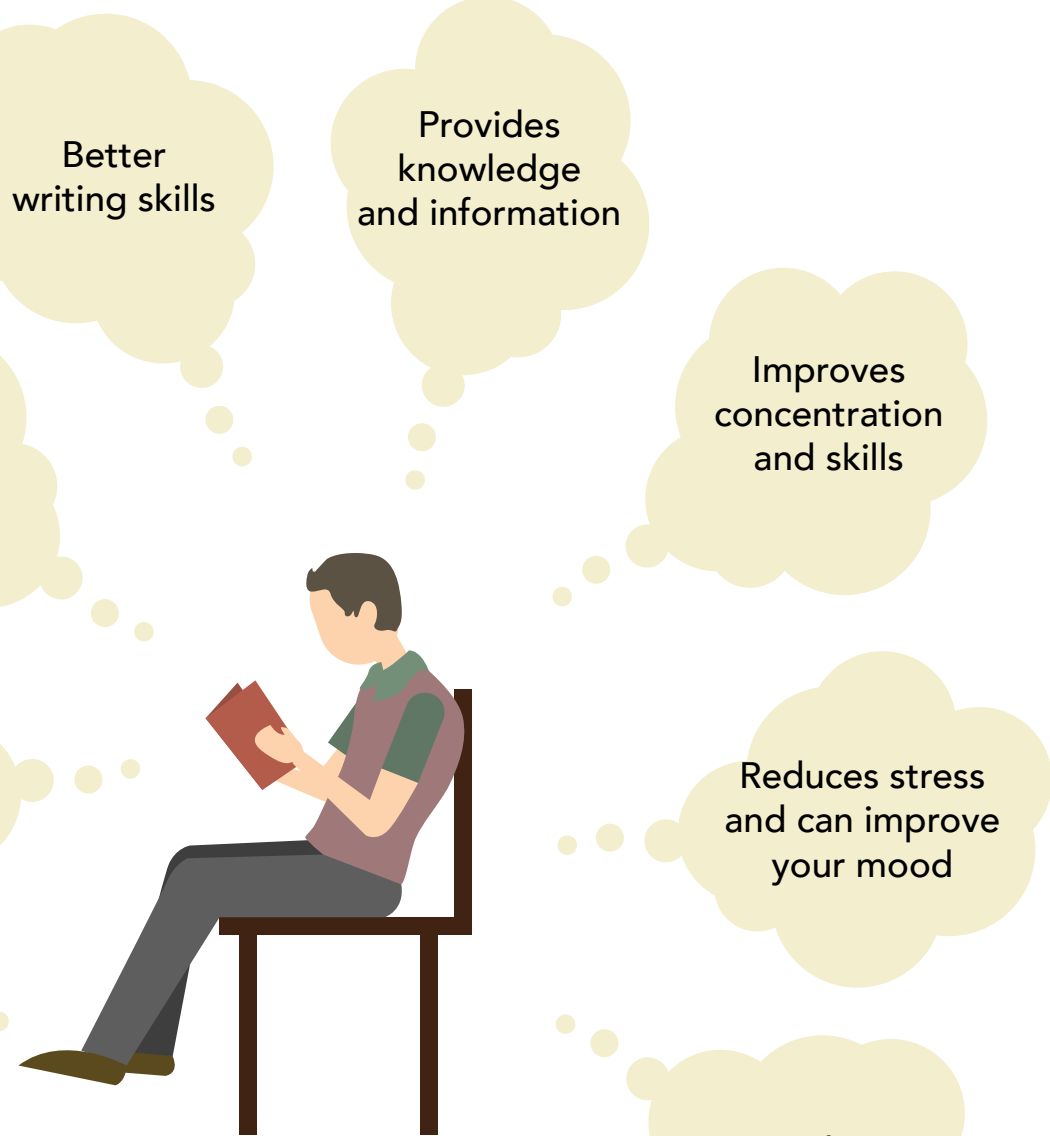 Better
writing skills
Provides
knowledge
and information
Improves
concentration
and skills
Reduces stress
and can improve
your mood